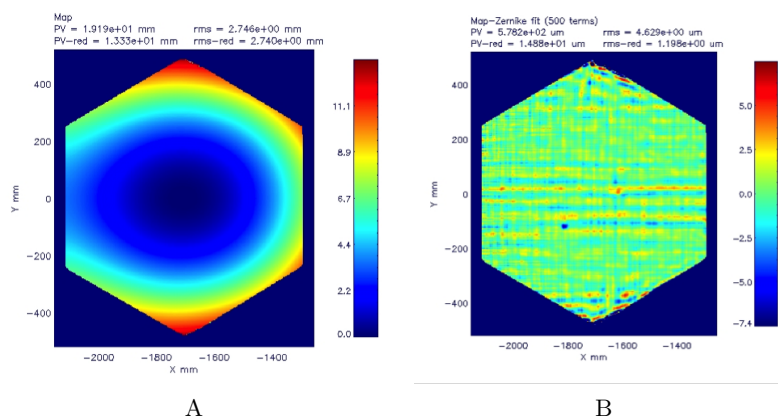 Map
PV = 1.919e+01 mm rms = 2.746e+00 mm
PV-red = 1.333e+01 mm rms-red = 2.740e+00 mm
400
200
0
-200
-400
Y mm
-2000 -1800 -1600 -1400
X mm
11.1
8.9
6.7
4.4
2.2
0.0
A
Map-Zernike fit (500 terms)
PV = 5.782e+02 um rms = 4.629e+00 um
PV-red = 1.488e+01 um rms-red = 1.198e+00 um
400
200
0
-200
-400
Y mm
-2000 -1800 -1600 -1400
X mm
5.0
2.5
0.0
-2.5
-5.0
-7.4
B